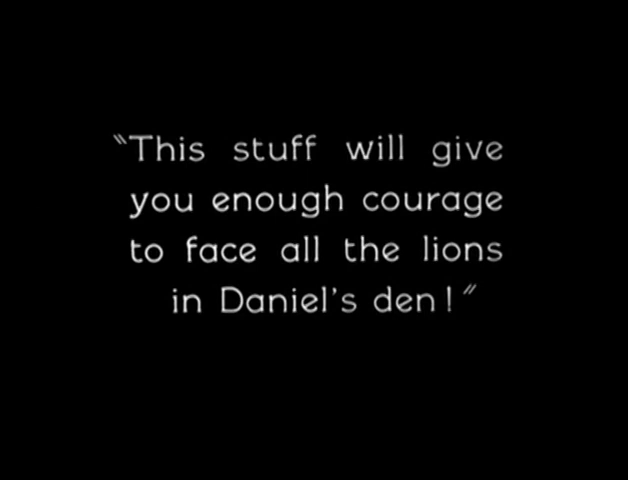 "This stuff will give
you enough courage
to face all the lions
in Daniel's den!"